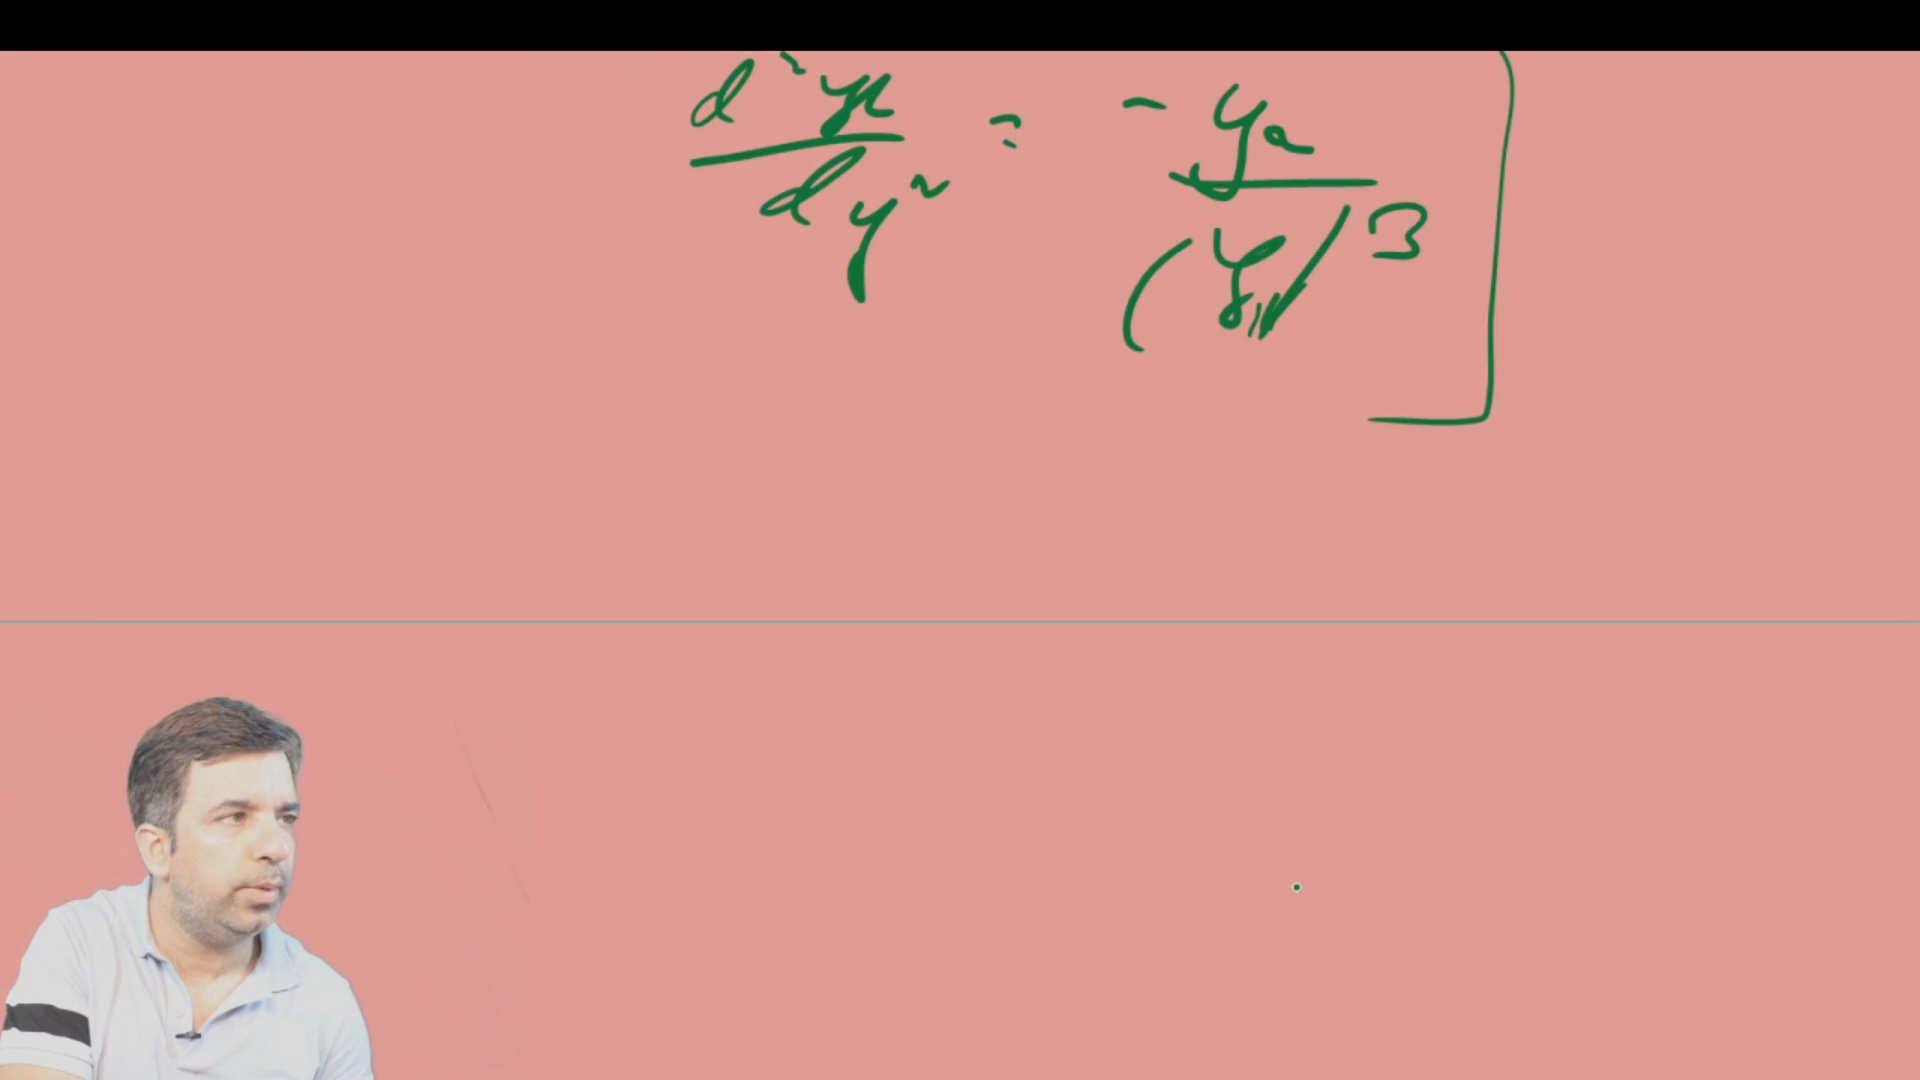 d²x/dy² = - y₂/(y₁)³